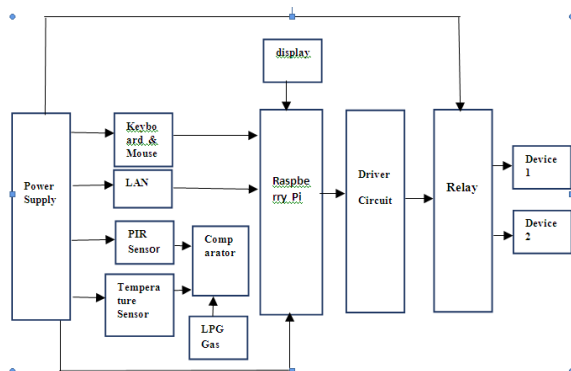 display
Keybo
ard &
Mouse
LAN
Power
Supply
PIR
Sensor
Tempera
ture
Sensor
Comp
arator
LPG
Gas
Raspbe
rry Pi
Driver
Circuit
Relay
Device
1
Device
2